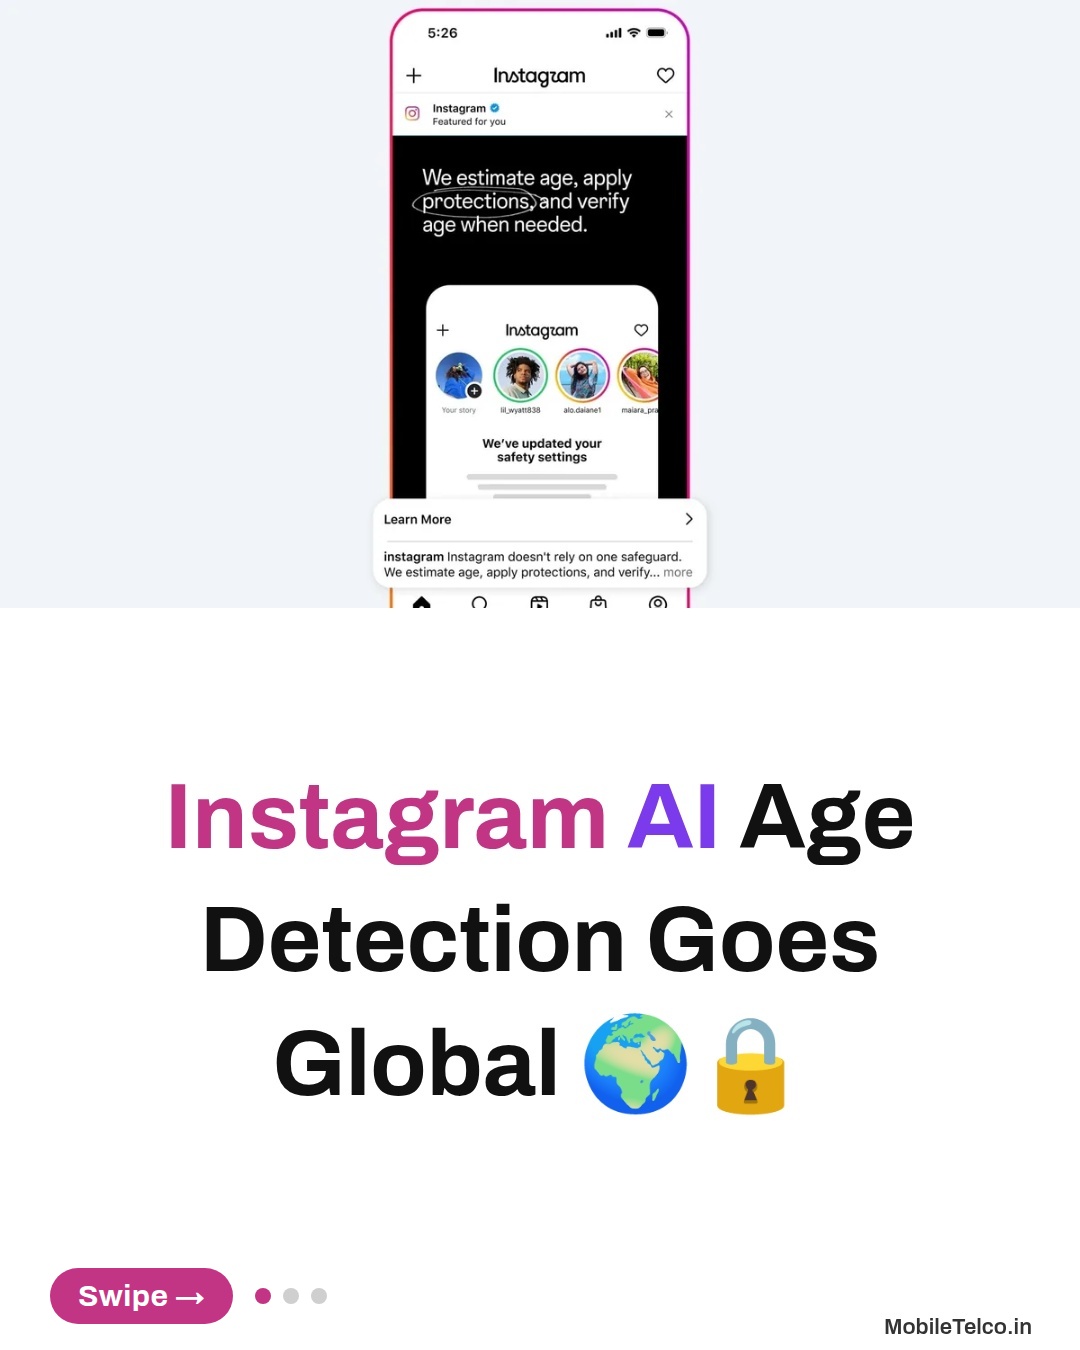 5:26
Instagram
Instagram
Featured for you
We estimate age, apply
protections, and verify
age when needed.
Instagram
Your story
lil_wyatt838
alo.daiane1
maiara_pra
We've updated your
safety settings
Learn More
instagram Instagram doesn't rely on one safeguard.
We estimate age, apply protections, and verify... more
Instagram AI Age
Detection Goes
Global 🌍 🔒
Swipe →
MobileTelco.in